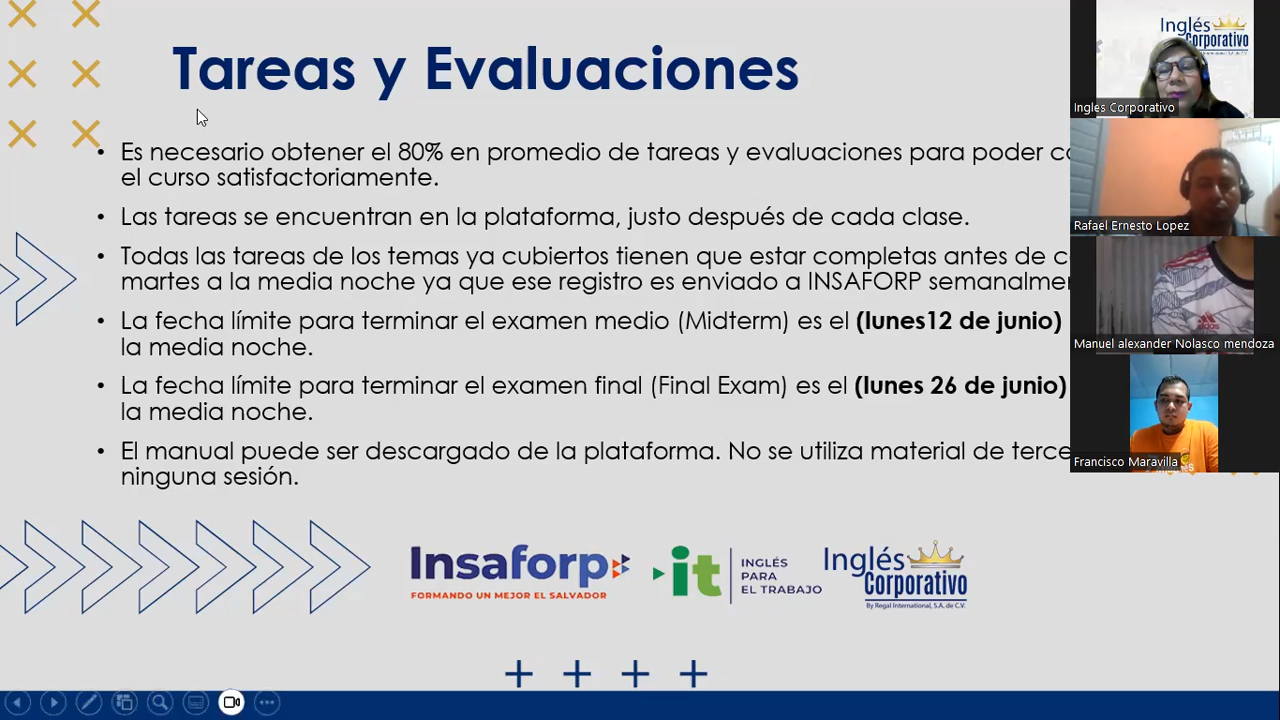 Tareas y Evaluaciones
• Es necesario obtener el 80% en promedio de tareas y evaluaciones para poder
el curso satisfactoriamente.
• Las tareas se encuentran en la plataforma, justo después de cada clase.
• Todas las tareas de los temas ya cubiertos tienen que estar completas antes de
martes a la media noche ya que ese registro es enviado a INSAFORP
• La fecha límite para terminar el examen medio (Midterm) es el (lunes12 de junio)
la media noche.
• La fecha límite para terminar el examen final (Final Exam) es el (lunes 26 de junio)
la media noche.
• El manual puede ser descargado de la plataforma. No se utiliza material de
ninguna sesión.
Insaforp
FORMANDO UN MEJOR EL SALVADOR
it
INGLÉS
PARA
EL TRABAJO
Inglés
Corporativo
By Regal International, S.A. de C.V.
Inglés
Corporativo
Ingles Corporativo
Rafael Ernesto Lopez
adidas
Manuel alexander Nolasco mendoza
Francisco Maravilla